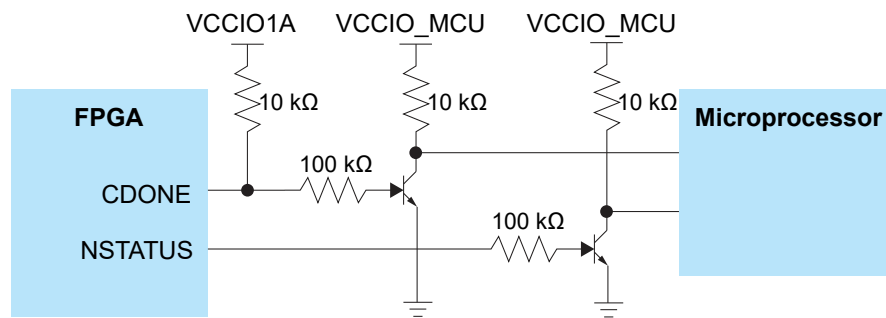 VCCIO1A VCCIO_MCU VCCIO_MCU
10 kΩ 10 kΩ 10 kΩ
FPGA Microprocessor
100 kΩ
CDONE
100 kΩ
NSTATUS